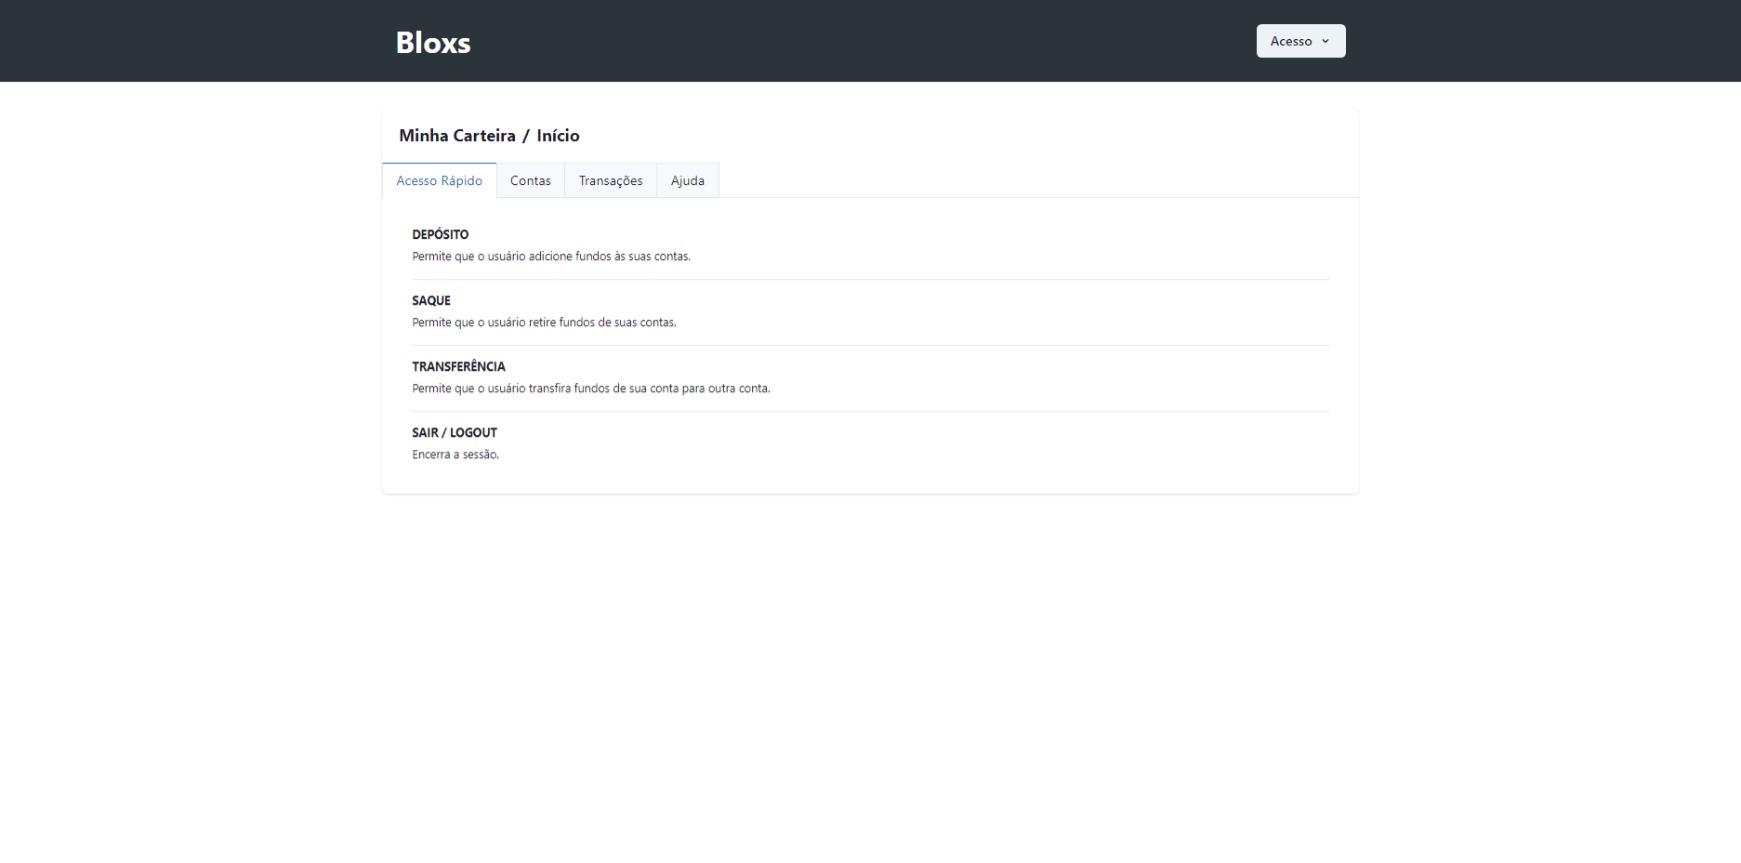 Bloxs
Acesso
Minha Carteira / Início
Acesso Rápido
Contas
Transações
Ajuda
DEPÓSITO
Permite que o usuário adicione fundos às suas contas.
SAQUE
Permite que o usuário retire fundos de suas contas.
TRANSFERÊNCIA
Permite que o usuário transfira fundos de sua conta para outra conta.
SAIR / LOGOUT
Encerra a sessão.